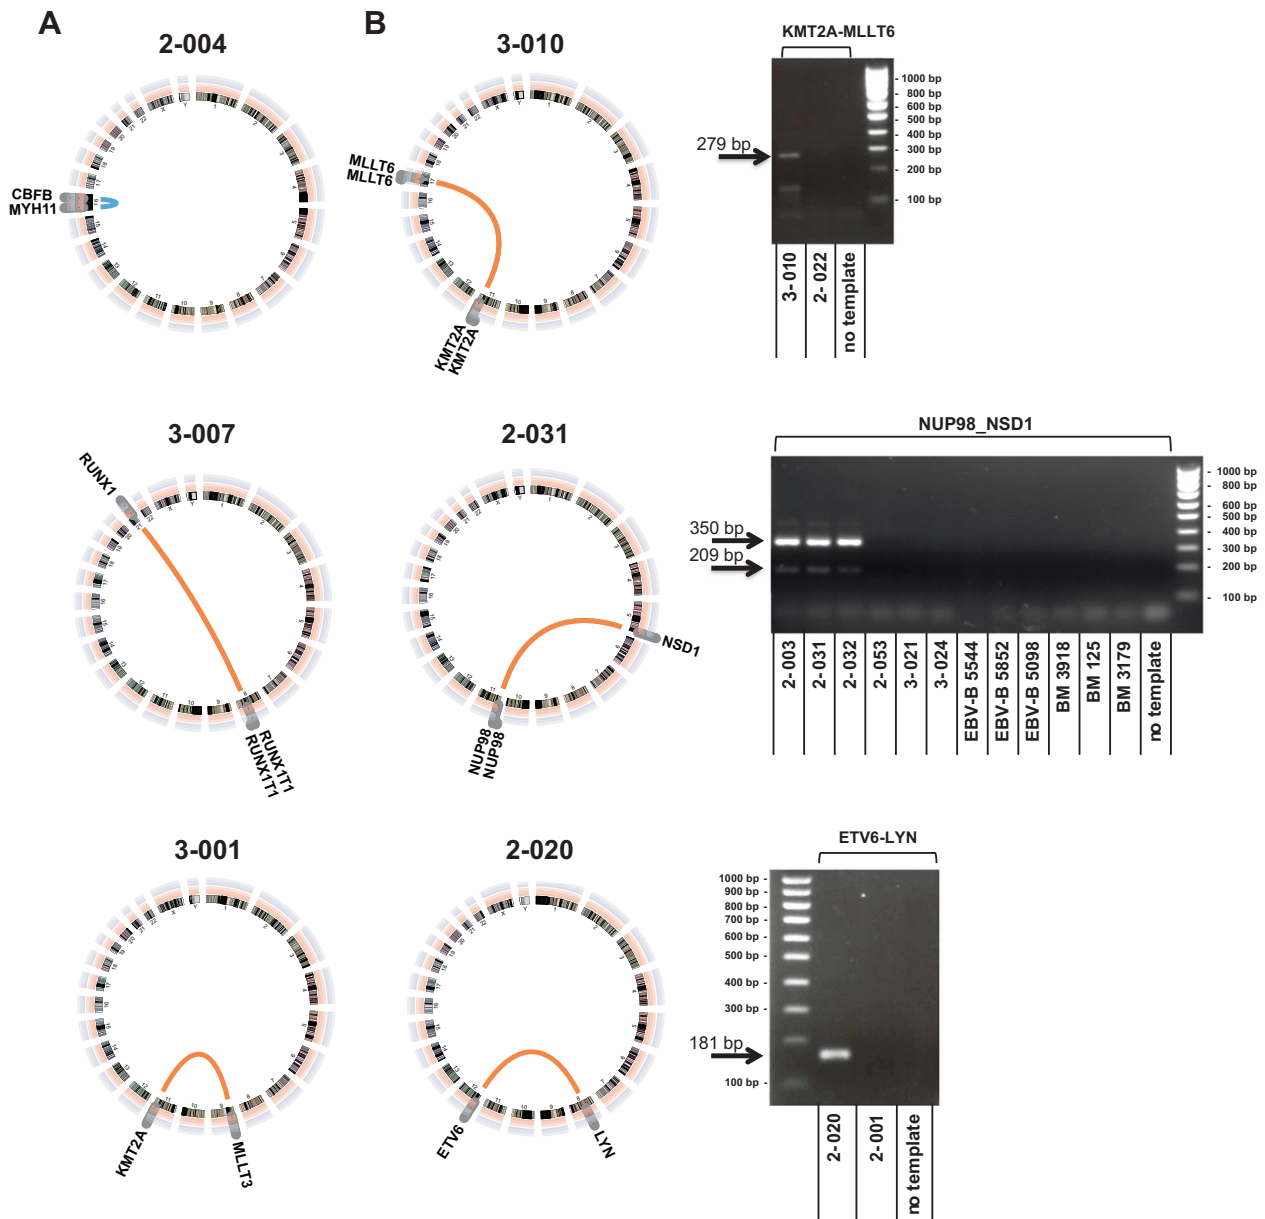 A
B
2-004
CBFB
MYH11
3-010
MLLT6
MLLT6
KMT2A
KMT2A
KMT2A-MLLT6
279 bp
- 1000 bp
- 800 bp
- 600 bp
- 500 bp
- 400 bp
- 300 bp
- 200 bp
- 100 bp
3- 010
2- 022
no template
3-007
RUNX1
RUNX1T1
RUNX1T1
2-031
NSD1
NUP98
NUP98
NUP98_NSD1
350 bp
209 bp
- 1000 bp
- 800 bp
- 600 bp
- 500 bp
- 400 bp
- 300 bp
- 200 bp
- 100 bp
2-003
2-031
2-032
2-053
3-021
3-024
EBV-B 5544
EBV-B 5852
EBV-B 5098
BM 3918
BM 125
BM 3179
no template
3-001
KMT2A
MLLT3
2-020
ETV6
LYN
ETV6-LYN
1000 bp -
900 bp -
800 bp -
700 bp -
600 bp -
500 bp -
400 bp -
300 bp -
181 bp
100 bp -
2-020
2-001
no template